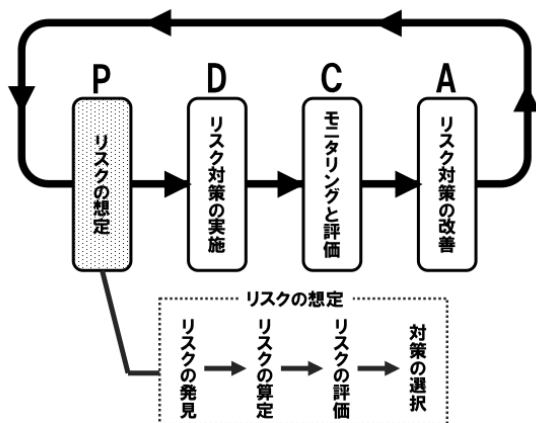 P
D
C
A
リスクの想定
リスク対策の実施
モニタリングと評価
リスク対策の改善
リスクの想定
リスクの発見
リスクの算定
リスクの評価
対策の選択